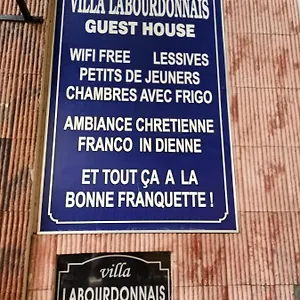 VILLA LABOURDONNAIS
GUEST HOUSE
WIFI FREE LESSIVES
PETITS DE JEUNERS
CHAMBRES AVEC FRIGO
AMBIANCE CHRETIENNE
FRANCO IN DIENNE
ET TOUT ÇA A LA
BONNE FRANQUETTE !
villa
LABOURDONNAIS